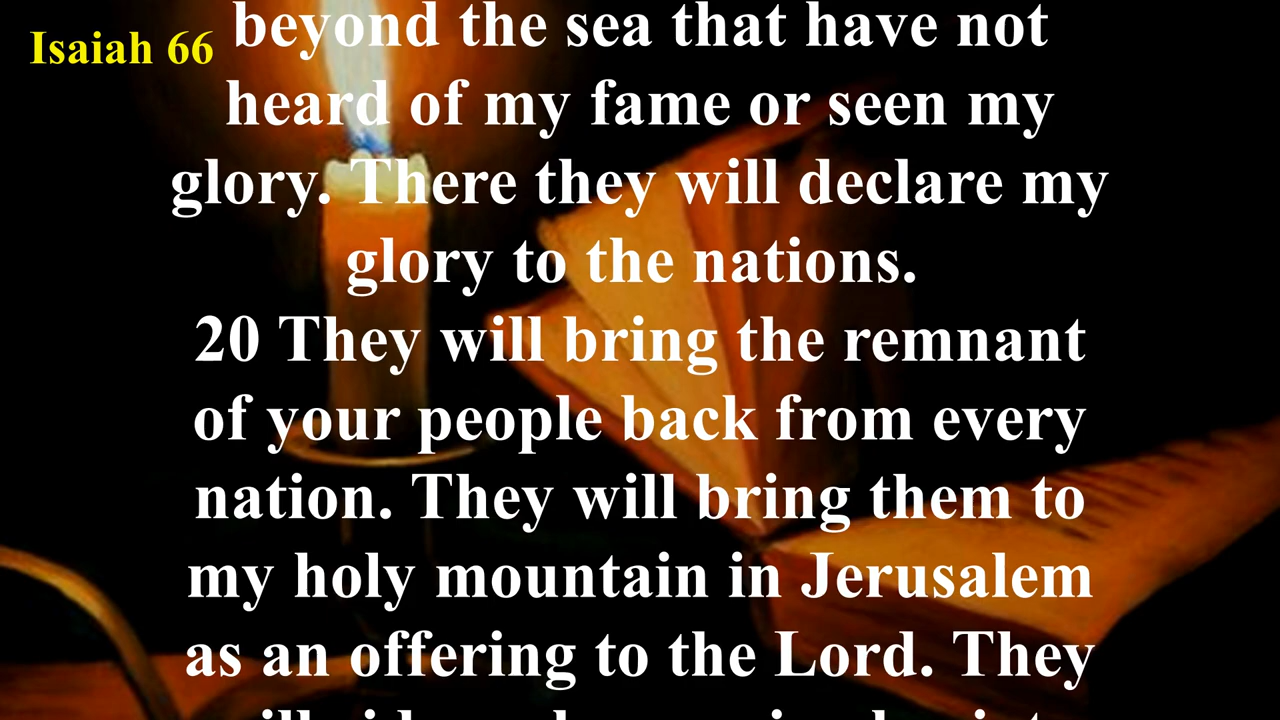 Isaiah 66
beyond the sea that have not
heard of my fame or seen my
glory. There they will declare my
glory to the nations.
20 They will bring the remnant
of your people back from every
nation. They will bring them to
my holy mountain in Jerusalem
as an offering to the Lord. They